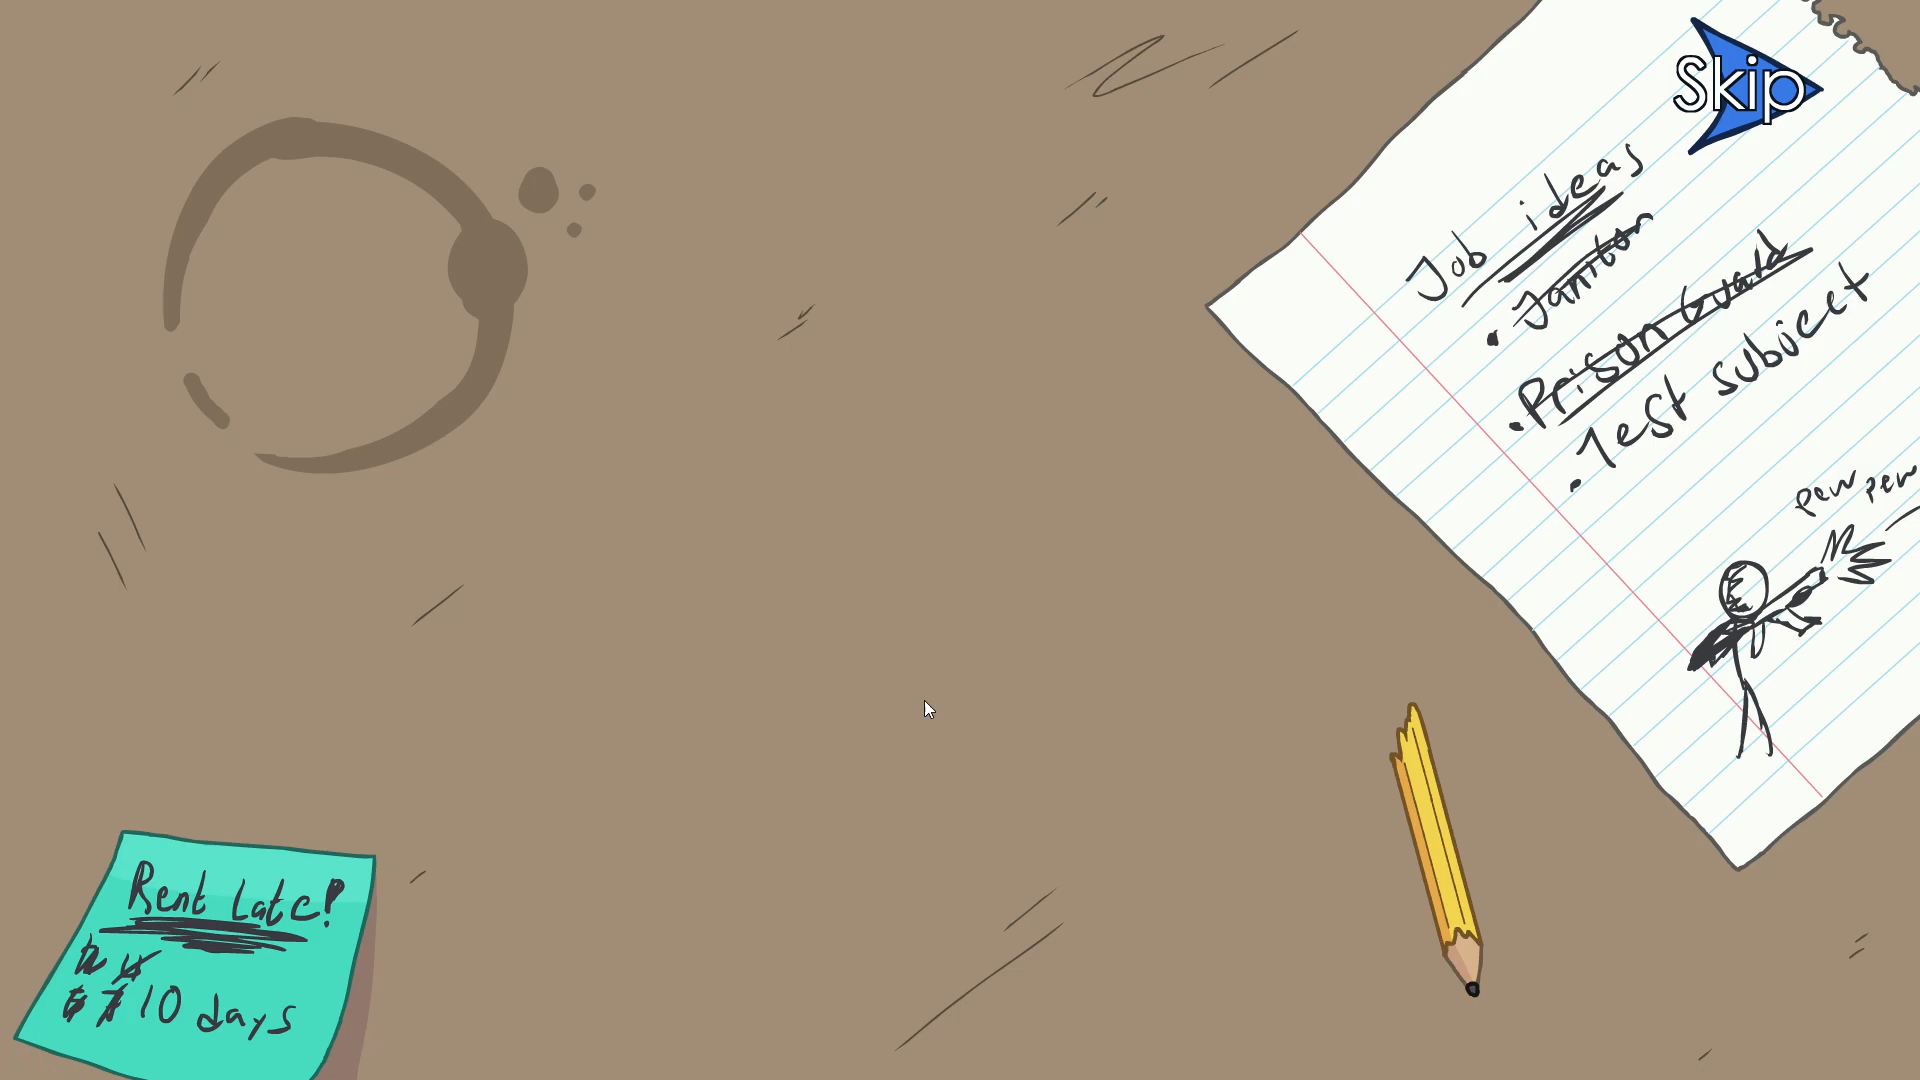 Skip
Job ideas
• Janitor
• Prison Guard
• Test subject
pew pew
Rent Late!
10 days